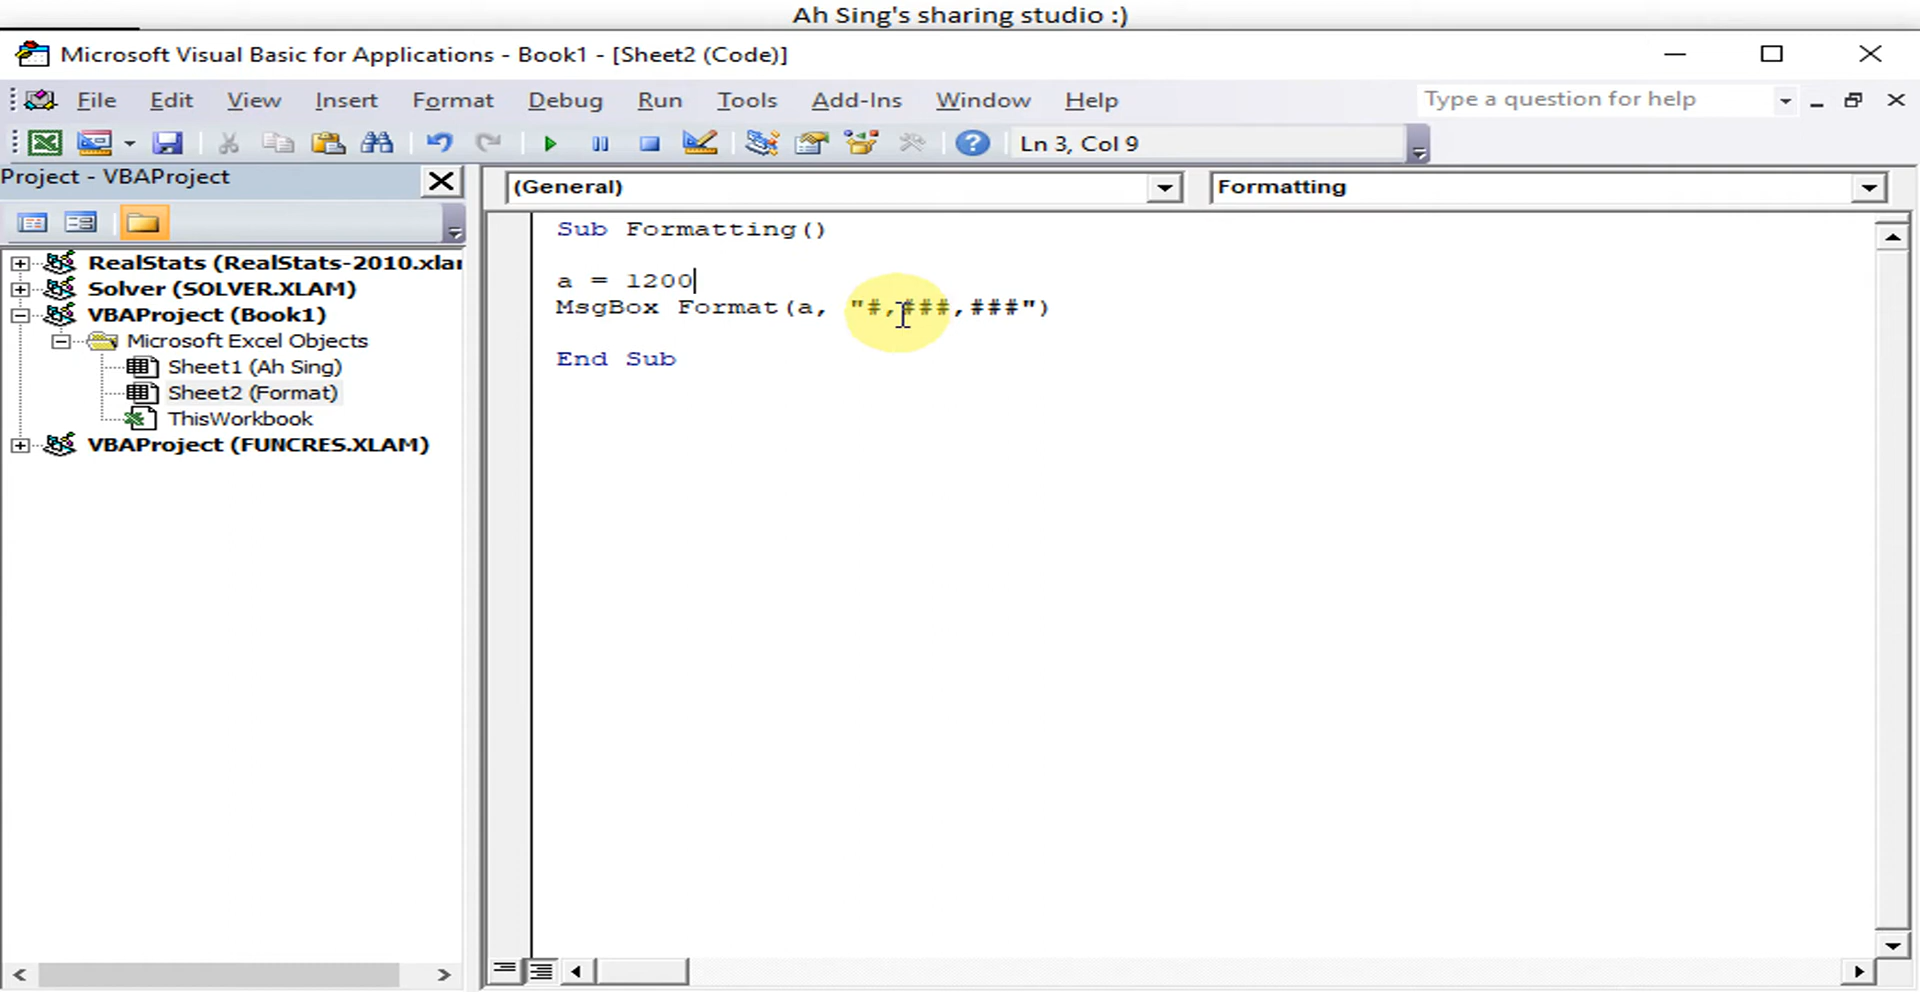 Ah Sing's sharing studio :)
Microsoft Visual Basic for Applications - Book1 - [Sheet2 (Code)]
File Edit View Insert Format Debug Run Tools Add-Ins Window Help Type a question for help
Ln 3, Col 9
Project - VBAProject
(General) Formatting
RealStats (RealStats-2010.xlar
Solver (SOLVER.XLAM)
VBAProject (Book1)
Microsoft Excel Objects
Sheet1 (Ah Sing)
Sheet2 (Format)
ThisWorkbook
VBAProject (FUNCRES.XLAM)
Sub Formatting()
a = 1200
MsgBox Format(a, "#,###,###")
End Sub